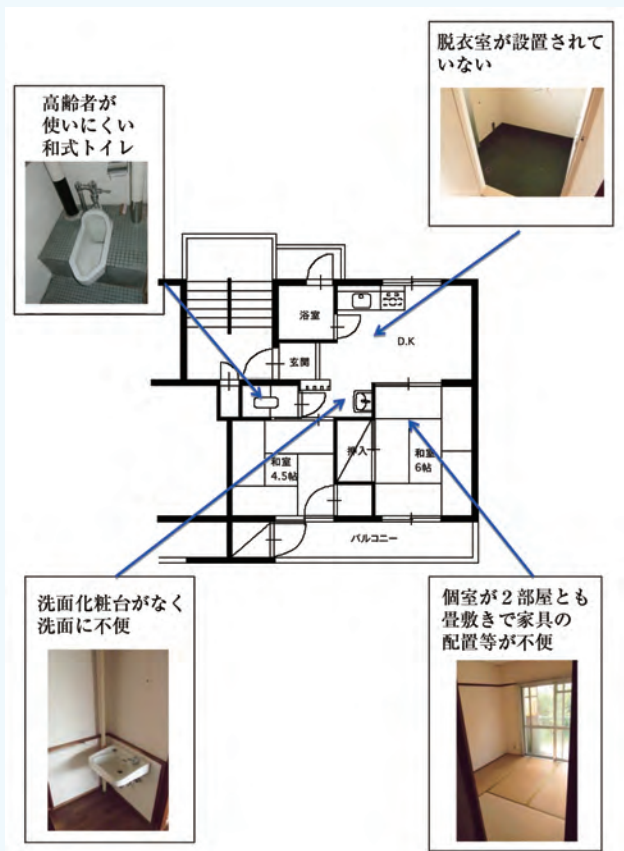 脱衣室が設置されて
いない
高齢者が
使いにくい
和式トイレ
浴室
D.K
玄関
和室
4.5帖
押入
和室
6帖
バルコニー
洗面化粧台がなく
洗面に不便
個室が2部屋とも
畳敷きで家具の
配置等が不便